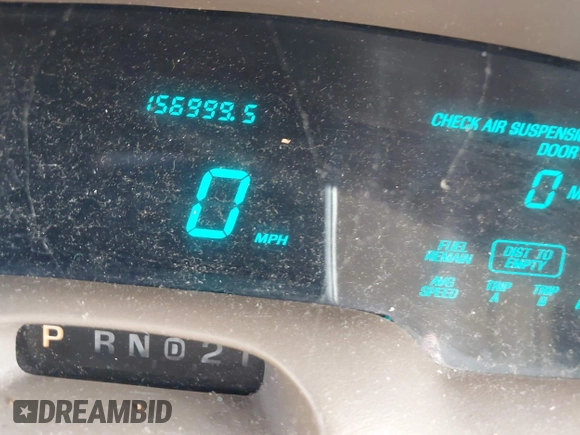 156999.5
CHECK AIR SUSPENSI
DOOR
0 MPH
0 M
FUEL REMAIN
DIST TO EMPTY
AVG SPEED
TRIP A
TRIP B
P R N D 2 1
DREAMBID